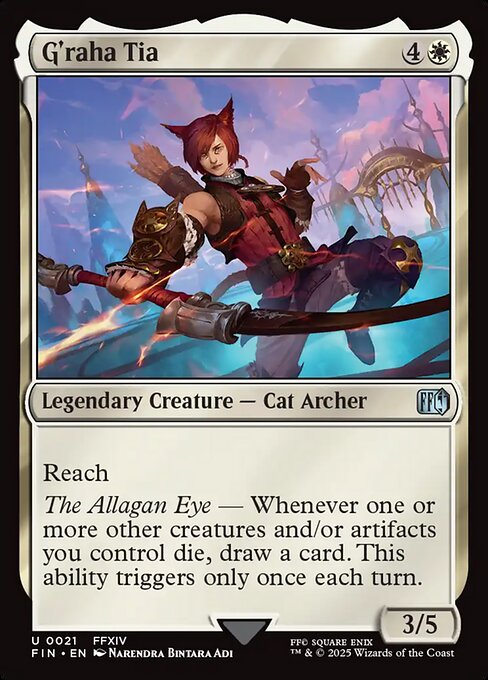 G'raha Tia 4
Legendary Creature — Cat Archer
FF
Reach
The Allagan Eye — Whenever one or
more other creatures and/or artifacts
you control die, draw a card. This
ability triggers only once each turn.
3/5
U 0021 FFXIV
FIN • EN Narendra Bintara Adi
FF© SQUARE ENIX
™ & © 2025 Wizards of the Coast